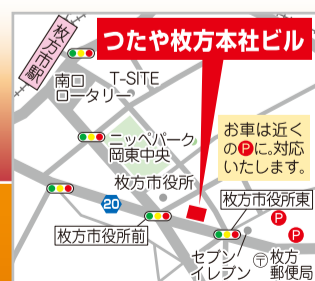 つたや枚方本社ビル
枚方市駅
南口
ロータリー
T-SITE
ニッペパーク
岡東中央
お車は近く
のPに。対応
いたします。
枚方市役所
枚方市役所東
20
枚方市役所前
P
P
セブン
イレブン
〒枚方
郵便局